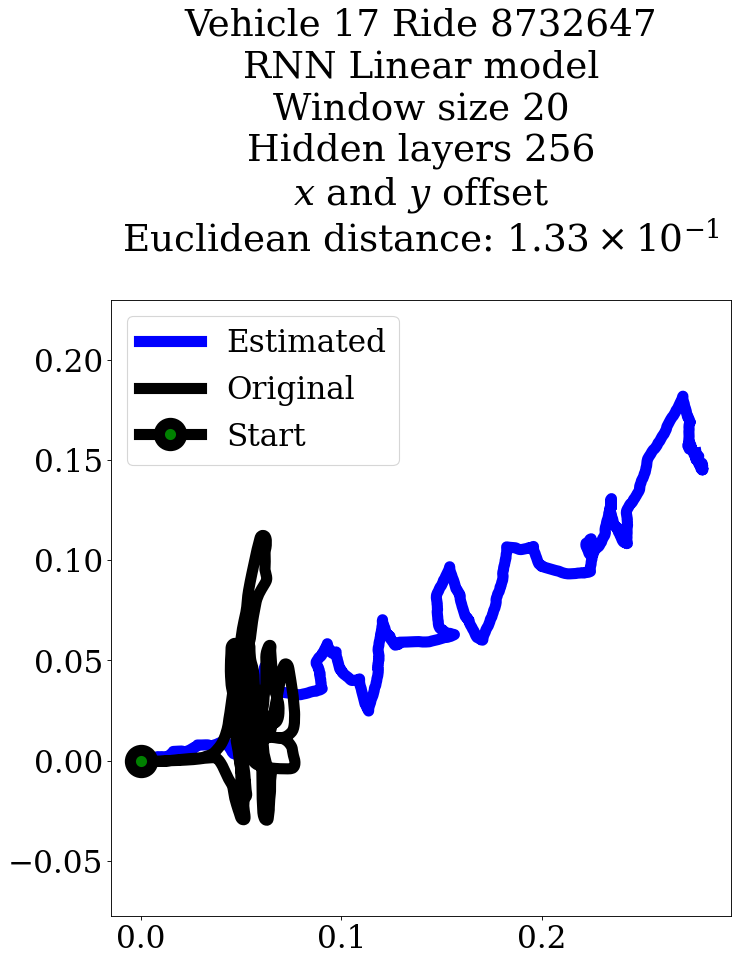 Vehicle 17 Ride 8732647
RNN Linear model
Window size 20
Hidden layers 256
x and y offset
Euclidean distance: 1.33 × 10⁻¹
Estimated
Original
Start
0.20
0.15
0.10
0.05
0.00
−0.05
0.0 0.1 0.2